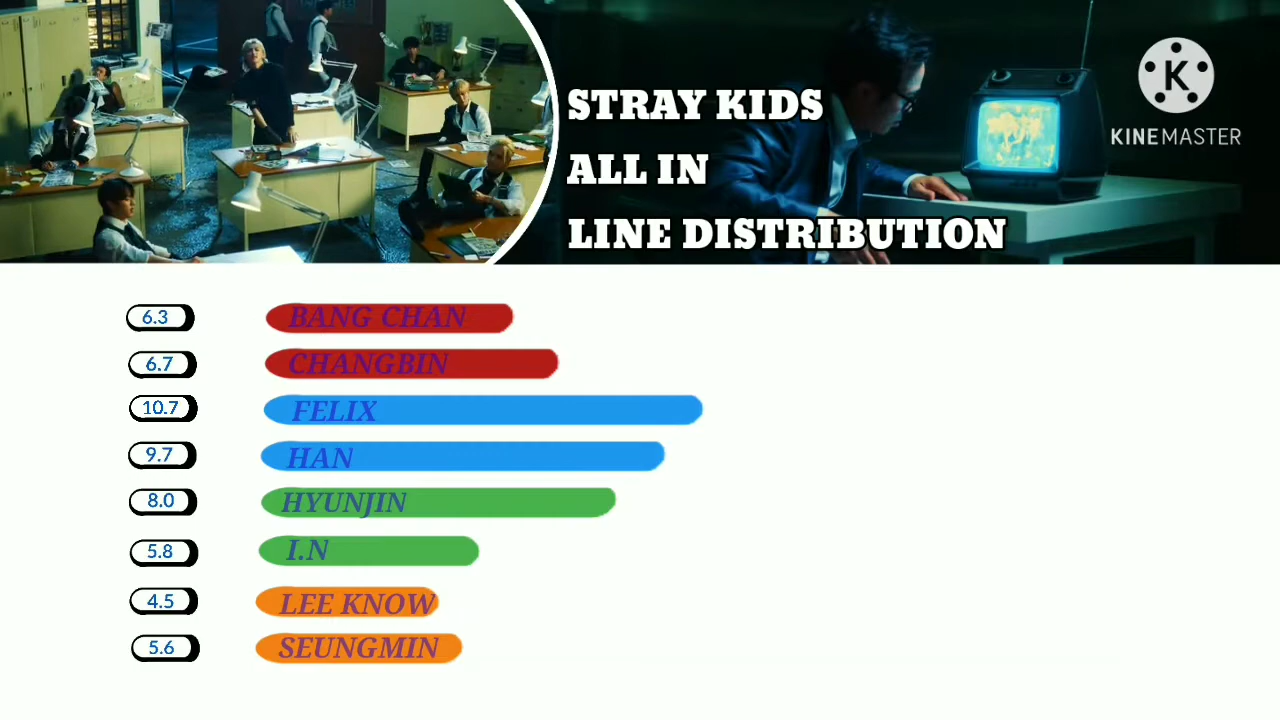 STRAY KIDS
ALL IN
LINE DISTRIBUTION
K
KINEMASTER
6.3 BANG CHAN
6.7 CHANGBIN
10.7 FELIX
9.7 HAN
8.0 HYUNJIN
5.8 I.N
4.5 LEE KNOW
5.6 SEUNGMIN